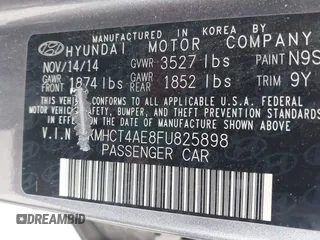 MANUFACTURED IN KOREA BY
HYUNDAI MOTOR COMPANY
NOV/14/14 GVWR 3527 lbs PAINT N9S
GAWR FRONT 1874 lbs GAWR REAR 1852 lbs TRIM 9Y
THIS VEHICLE CONFORMS TO ALL APPLICABLE U.S. FEDERAL
MOTOR VEHICLE SAFETY, BUMPER, AND THEFT PREVENTION STANDARDS
IN EFFECT ON THE DATE OF MANUFACTURE SHOWN ABOVE.
V.I.N KMHCT4AE8FU825898
PASSENGER CAR
DREAMBID